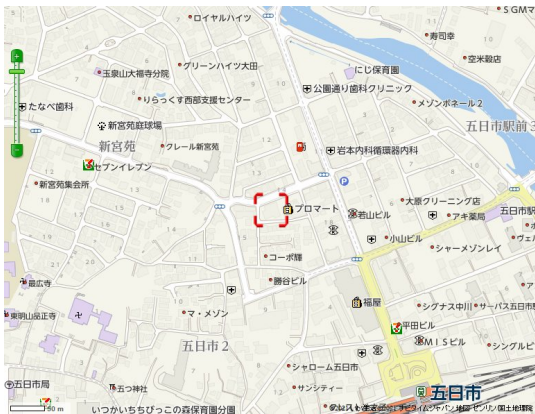 ロイヤルハイツ
SGMマ
寿司幸
空米穀店
グリーンハイツ大田
玉泉山大福寺分院
にじ保育園
公園通り歯科クリニック
メゾンボネール2
たなべ歯科
りらっくす西部支援センター
五日市駅前3
新宮苑庭球場
新宮苑
クレール新宮苑
岩本内科循環器内科
セブンイレブン
新宮苑集会所
P
大原クリーニング店
プロマート
若山ビル
アキ薬局
五日市駅
小山ビル
シャーメゾンレイ
ヴェル
コーポ輝
勝谷ビル
最広寺
東明山品正寺
マ・メゾン
福屋
シグナス中川
サーパス五日市
平田ビル
五日市2
MISビル
シングルビ
シャローム五日市
五日市局
五つ神社
サンシティー
五日市
いつかいちちびっこの森保育園分園